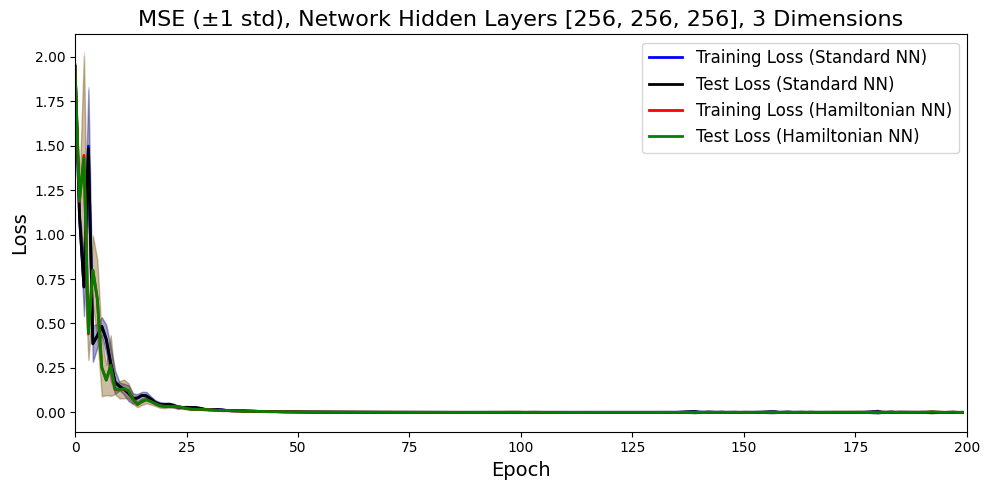 MSE (±1 std), Network Hidden Layers [256, 256, 256], 3 Dimensions
Training Loss (Standard NN)
Test Loss (Standard NN)
Training Loss (Hamiltonian NN)
Test Loss (Hamiltonian NN)
Loss
2.00
1.75
1.50
1.25
1.00
0.75
0.50
0.25
0.00
0 25 50 75 100 125 150 175 200
Epoch